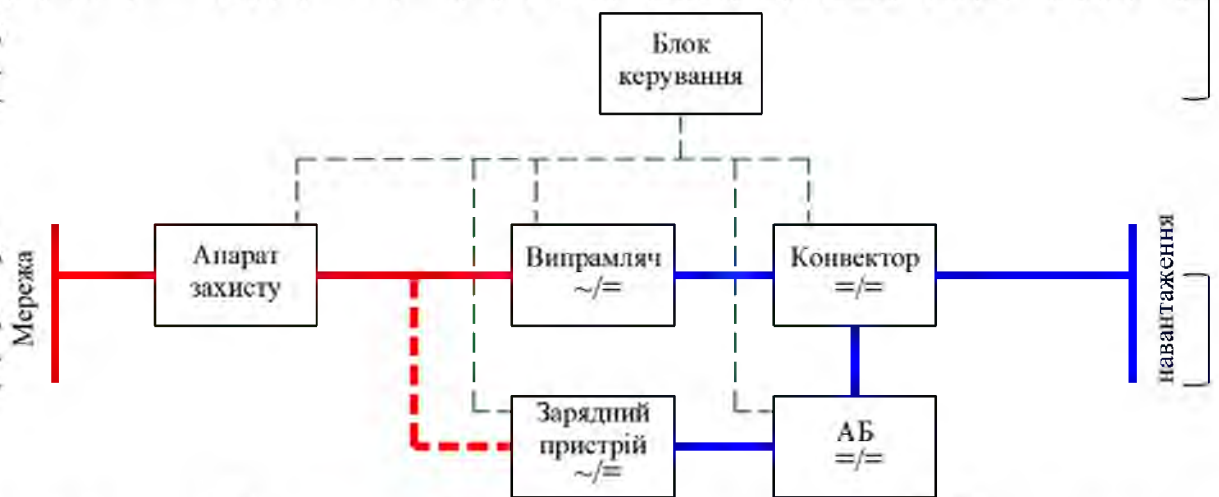 Блок
керування
Мережа
Апарат
захисту
Випрамляч
~/=
Конвектор
=/=
навантаження
Зарядний
пристрій
~/=
АБ
=/=